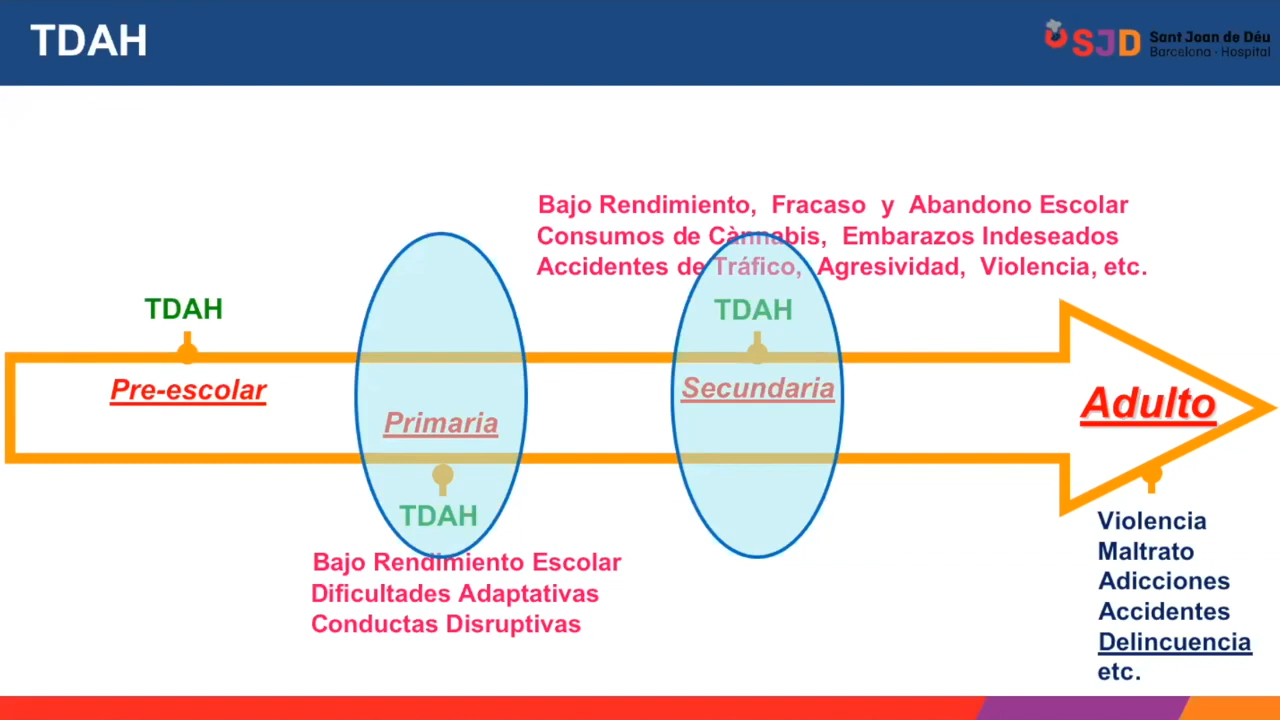 TDAH
SJD
Sant Joan de Déu
Barcelona · Hospital
Bajo Rendimiento, Fracaso y Abandono Escolar
Consumos de Cànnabis, Embarazos Indeseados
Accidentes de Tráfico, Agresividad, Violencia, etc.
TDAH
TDAH
Pre-escolar
Primaria
Secundaria
Adulto
TDAH
Bajo Rendimiento Escolar
Dificultades Adaptativas
Conductas Disruptivas
Violencia
Maltrato
Adicciones
Accidentes
Delincuencia
etc.